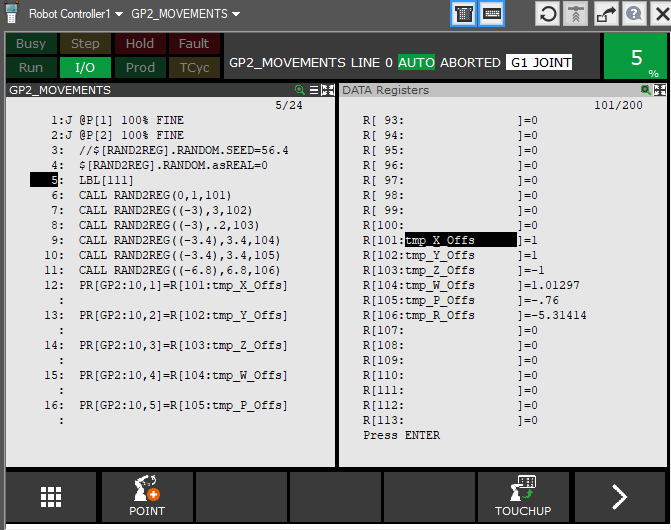 Robot Controller1 GP2_MOVEMENTS
Busy Step Hold Fault
Run I/O Prod TCyc
GP2_MOVEMENTS LINE 0 AUTO ABORTED G1 JOINT
5 %
GP2_MOVEMENTS
5/24
1:J @P[1] 100% FINE
2:J @P[2] 100% FINE
3: //$[RAND2REG].RANDOM.SEED=56.4
4: $[RAND2REG].RANDOM.asREAL=0
5: LBL[111]
6: CALL RAND2REG(0,1,101)
7: CALL RAND2REG((-3),3,102)
8: CALL RAND2REG((-3),.2,103)
9: CALL RAND2REG((-3.4),3.4,104)
10: CALL RAND2REG((-3.4),3.4,105)
11: CALL RAND2REG((-6.8),6.8,106)
12: PR[GP2:10,1]=R[101:tmp_X_Offs]
:
13: PR[GP2:10,2]=R[102:tmp_Y_Offs]
:
14: PR[GP2:10,3]=R[103:tmp_Z_Offs]
:
15: PR[GP2:10,4]=R[104:tmp_W_Offs]
:
16: PR[GP2:10,5]=R[105:tmp_P_Offs]
:
DATA Registers
101/200
R[ 93: ]=0
R[ 94: ]=0
R[ 95: ]=0
R[ 96: ]=0
R[ 97: ]=0
R[ 98: ]=0
R[ 99: ]=0
R[100: ]=0
R[101:tmp_X_Offs ]=1
R[102:tmp_Y_Offs ]=1
R[103:tmp_Z_Offs ]=-1
R[104:tmp_W_Offs ]=1.01297
R[105:tmp_P_Offs ]=-.76
R[106:tmp_R_Offs ]=-5.31414
R[107: ]=0
R[108: ]=0
R[109: ]=0
R[110: ]=0
R[111: ]=0
R[112: ]=0
R[113: ]=0
Press ENTER
POINT
TOUCHUP